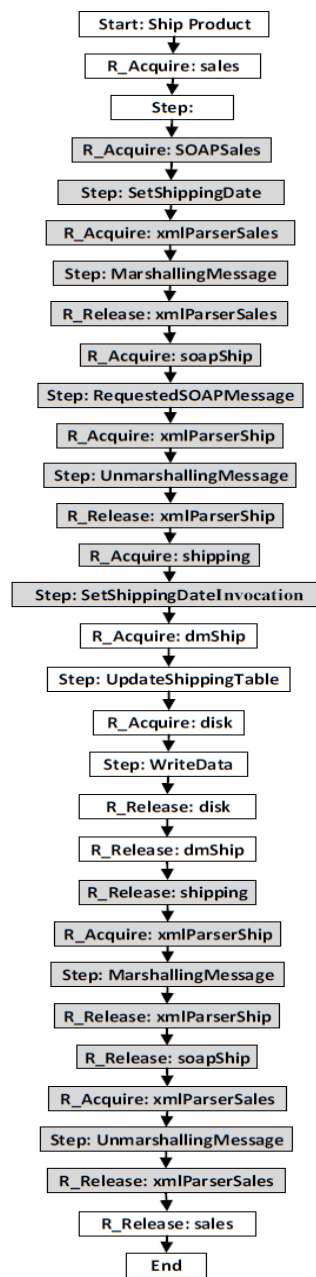 Start: Ship Product
R_Acquire: sales
Step:
R_Acquire: SOAPSales
Step: SetShippingDate
R_Acquire: xmlParserSales
Step: MarshallingMessage
R_Release: xmlParserSales
R_Acquire: soapShip
Step: RequestedSOAPMessage
R_Acquire: xmlParserShip
Step: UnmarshallingMessage
R_Release: xmlParserShip
R_Acquire: shipping
Step: SetShippingDateInvocation
R_Acquire: dmShip
Step: UpdateShippingTable
R_Acquire: disk
Step: WriteData
R_Release: disk
R_Release: dmShip
R_Release: shipping
R_Acquire: xmlParserShip
Step: MarshallingMessage
R_Release: xmlParserShip
R_Release: soapShip
R_Acquire: xmlParserSales
Step: UnmarshallingMessage
R_Release: xmlParserSales
R_Release: sales
End